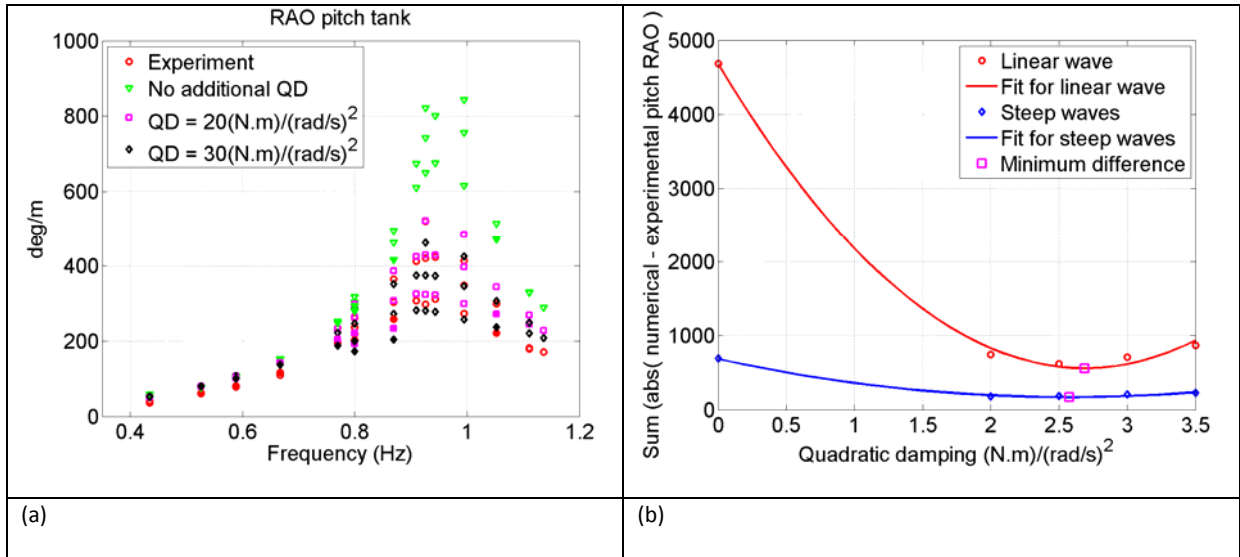 RAO pitch tank
1000
800
600
400
200
0
deg/m
Experiment
No additional QD
QD = 20(N.m)/(rad/s)²
QD = 30(N.m)/(rad/s)²
0.4 0.6 0.8 1 1.2
Frequency (Hz)
(a)
5000
4000
3000
2000
1000
0
Sum (abs( numerical - experimental pitch RAO )
Linear wave
Fit for linear wave
Steep waves
Fit for steep waves
Minimum difference
0 0.5 1 1.5 2 2.5 3 3.5
Quadratic damping (N.m)/(rad/s)²
(b)